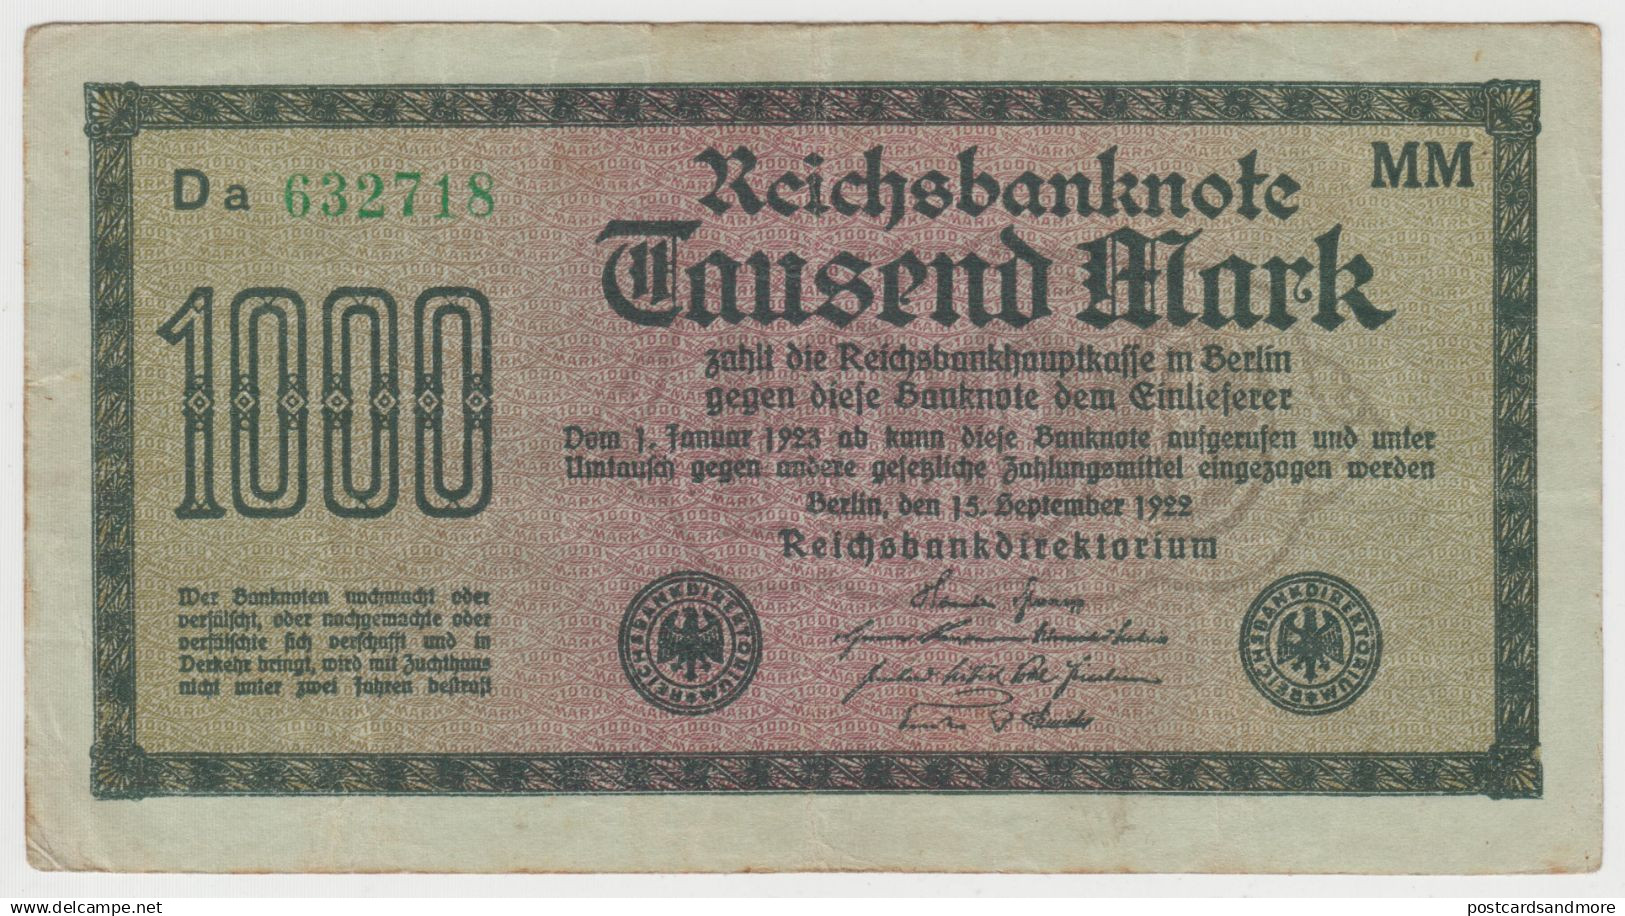 Da 632718
MM
Reichsbanknote
Tausend Mark
1000
zahlt die Reichsbankhauptkasse in Berlin
gegen diese Banknote dem Einlieferer
Vom 1. Januar 1923 ab kann diese Banknote aufgerufen und unter
Umtausch gegen andere gesetzliche Zahlungsmittel eingezogen werden
Berlin, den 15. September 1922
Reichsbankdirektorium
Wer Banknoten nachmacht oder
verfälscht, oder nachgemachte oder
verfälschte sich verschafft und in
Verkehr bringt, wird mit Zuchthaus
nicht unter zwei Jahren bestraft
REICHSBANKDIREKTORIUM
REICHSBANKDIREKTORIUM
www.delcampe.net
postcardsandmore